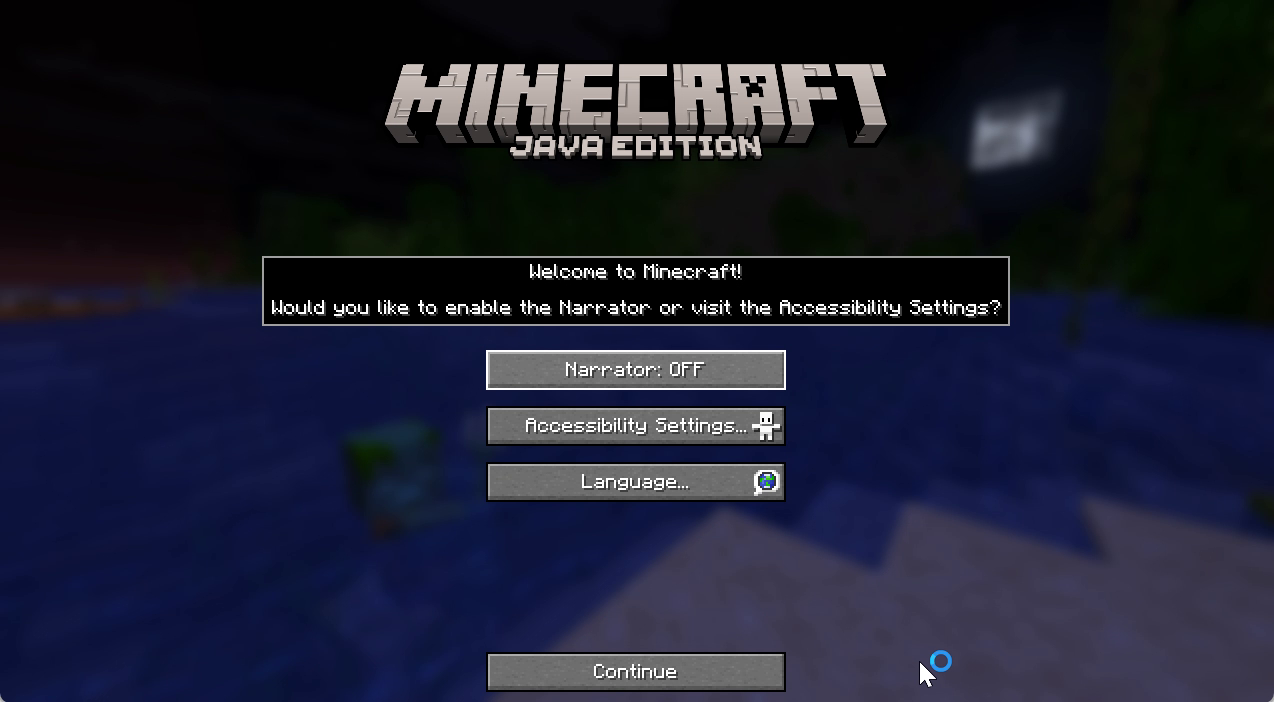 MINECRAFT
JAVA EDITION
Welcome to Minecraft!
Would you like to enable the Narrator or visit the Accessibility Settings?
Narrator: OFF
Accessibility Settings...
Language...
Continue